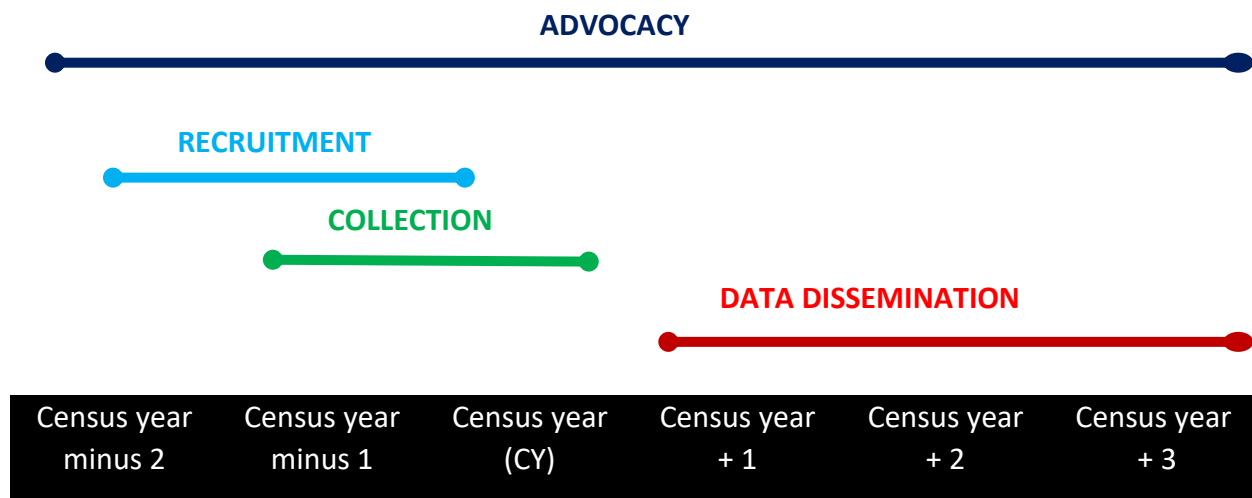 ADVOCACY
RECRUITMENT
COLLECTION
DATA DISSEMINATION
Census year minus 2
Census year minus 1
Census year (CY)
Census year + 1
Census year + 2
Census year + 3